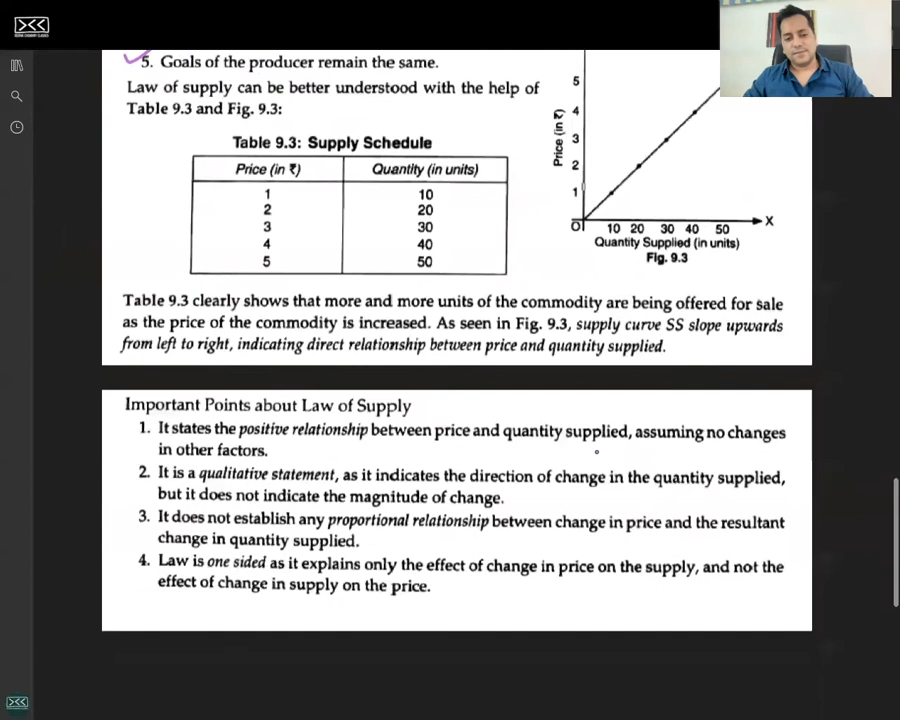 5. Goals of the producer remain the same.
Law of supply can be better understood with the help of
Table 9.3 and Fig. 9.3:
Table 9.3: Supply Schedule
Price (in ₹) Quantity (in units)
1 10
2 20
3 30
4 40
5 50
Price (in ₹)
5
4
3
2
1
O
X
10 20 30 40 50
Quantity Supplied (in units)
Fig. 9.3
Table 9.3 clearly shows that more and more units of the commodity are being offered for sale
as the price of the commodity is increased. As seen in Fig. 9.3, supply curve SS slope upwards
from left to right, indicating direct relationship between price and quantity supplied.
Important Points about Law of Supply
1. It states the positive relationship between price and quantity supplied, assuming no changes
in other factors.
2. It is a qualitative statement, as it indicates the direction of change in the quantity supplied,
but it does not indicate the magnitude of change.
3. It does not establish any proportional relationship between change in price and the resultant
change in quantity supplied.
4. Law is one sided as it explains only the effect of change in price on the supply, and not the
effect of change in supply on the price.